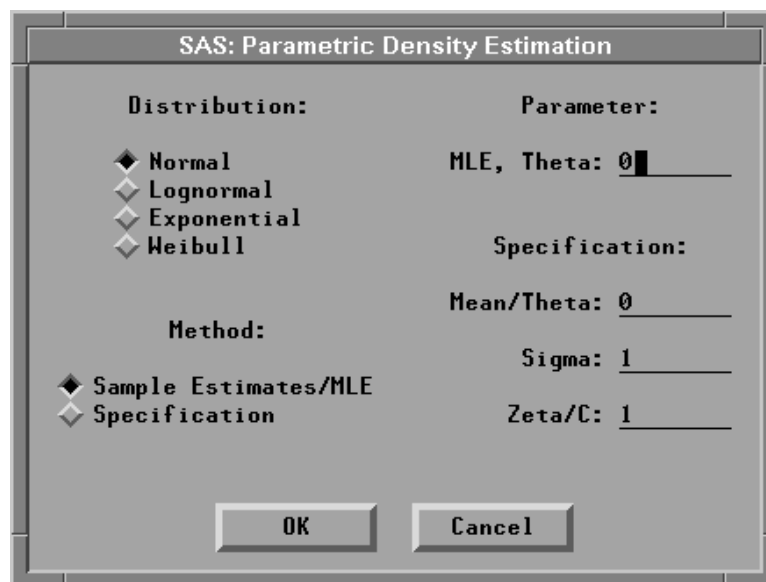 SAS: Parametric Density Estimation
Distribution:
Normal
Lognormal
Exponential
Weibull
Method:
Sample Estimates/MLE
Specification
Parameter:
MLE, Theta: 0
Specification:
Mean/Theta: 0
Sigma: 1
Zeta/C: 1
OK
Cancel